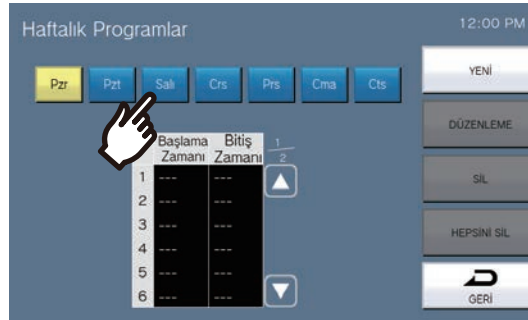 Haftalık Programlar
12:00 PM
Pzr Pzt Salı Crs Prs Cma Cts
YENİ
DÜZENLEME
SİL
HEPSİNİ SİL
GERİ
Başlama Zamanı
Bitiş Zamanı
1
2
1 --- ---
2 --- ---
3 --- ---
4 --- ---
5 --- ---
6 --- ---